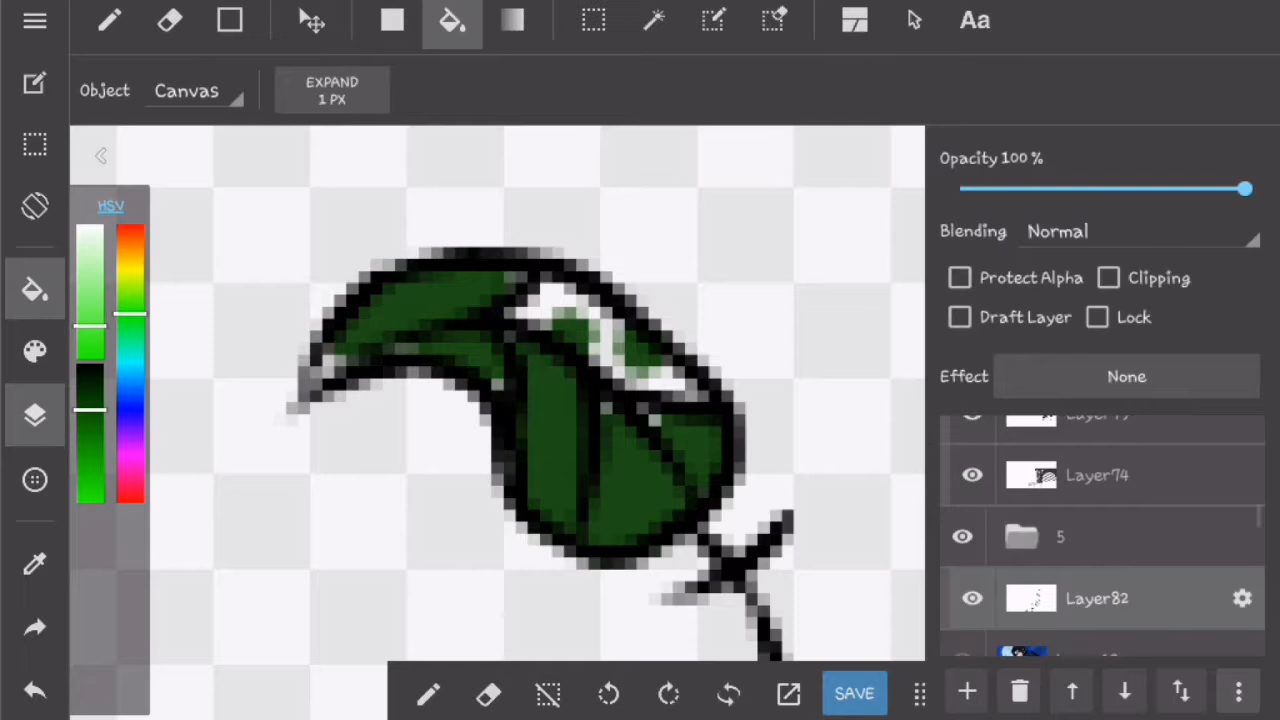 Aa
Object Canvas EXPAND
1 PX
HSV
Opacity 100 %
Blending Normal
Protect Alpha Clipping
Draft Layer Lock
Effect None
Layer74
5
Layer82
SAVE